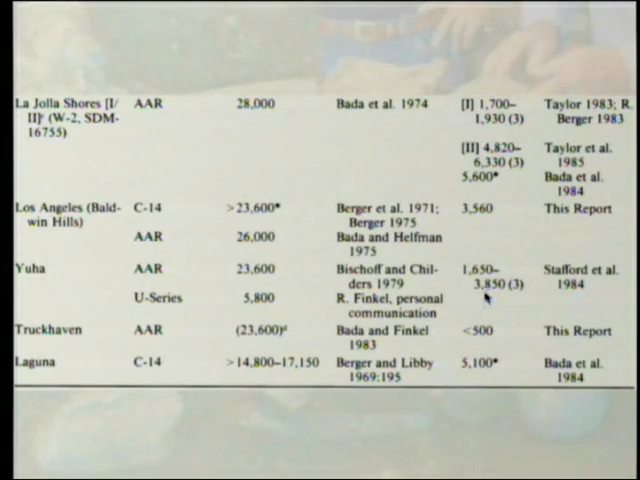 La Jolla Shores [I/ AAR 28,000 Bada et al. 1974 [I] 1,700– Taylor 1983; R.
II]ᶜ (W-2, SDM- 1,930 (3) Berger 1983
16755)
[II] 4,820– Taylor et al.
6,330 (3) 1985
5,600* Bada et al.
1984
Los Angeles (Bald- C-14 >23,600* Berger et al. 1971; 3,560 This Report
win Hills) Berger 1975
AAR 26,000 Bada and Helfman
1975
Yuha AAR 23,600 Bischoff and Chil- 1,650– Stafford et al.
ders 1979 3,850 (3) 1984
U-Series 5,800 R. Finkel, personal
communication
Truckhaven AAR (23,600)ᵈ Bada and Finkel <500 This Report
1983
Laguna C-14 >14,800–17,150 Berger and Libby 5,100* Bada et al.
1969:195 1984